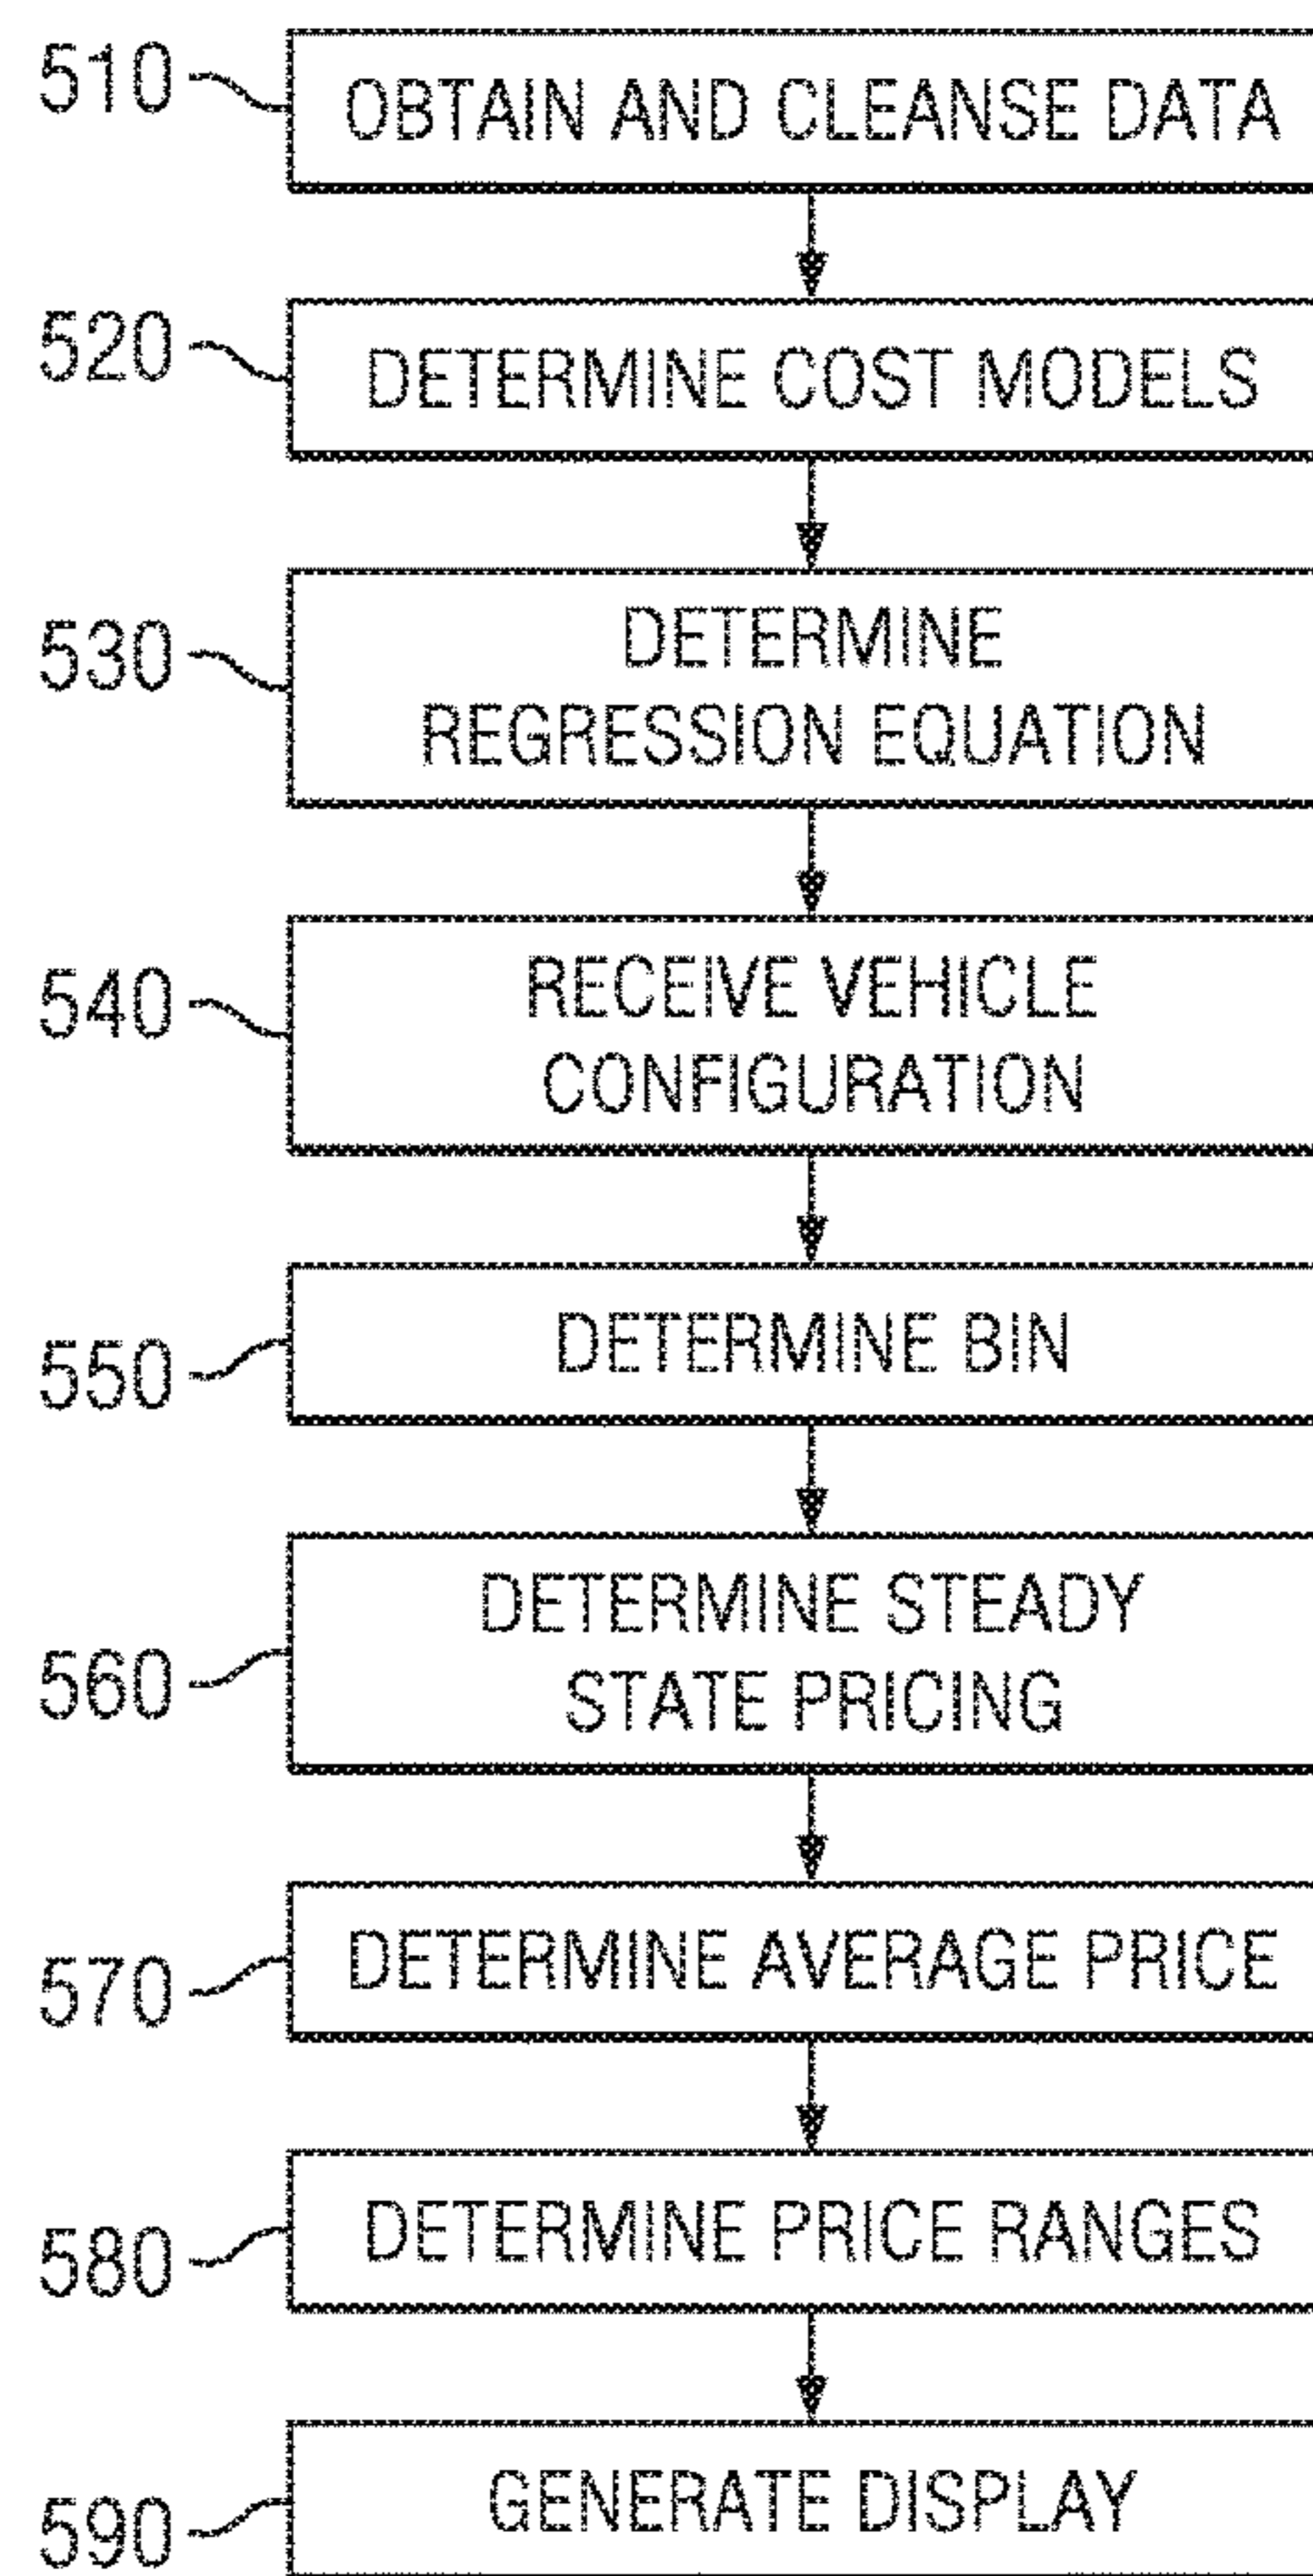 510
OBTAIN AND CLEANSE DATA
520
DETERMINE COST MODELS
530
DETERMINE
REGRESSION EQUATION
540
RECEIVE VEHICLE
CONFIGURATION
550
DETERMINE BIN
560
DETERMINE STEADY
STATE PRICING
570
DETERMINE AVERAGE PRICE
580
DETERMINE PRICE RANGES
590
GENERATE DISPLAY